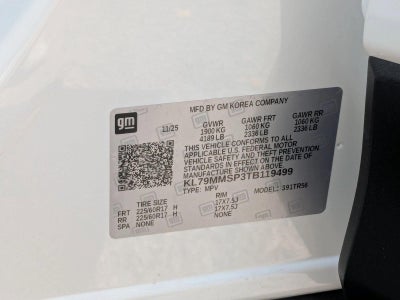 gm
MFD BY GM KOREA COMPANY
11/25 GVWR GAWR FRT GAWR RR
1900 KG 1060 KG 1060 KG
4189 LB 2336 LB 2336 LB
THIS VEHICLE CONFORMS TO ALL
APPLICABLE U.S. FEDERAL MOTOR
VEHICLE SAFETY AND THEFT PREVENTION
STANDARDS IN EFFECT ON THE DATE OF
MANUFACTURE SHOWN ABOVE
KL79MMSP3TB119499
TYPE: MPV MODEL: 391TR56
TIRE SIZE RIM
FRT 225/60R17 H 17X7.5J
RR 225/60R17 H 17X7.5J
SPA NONE NONE